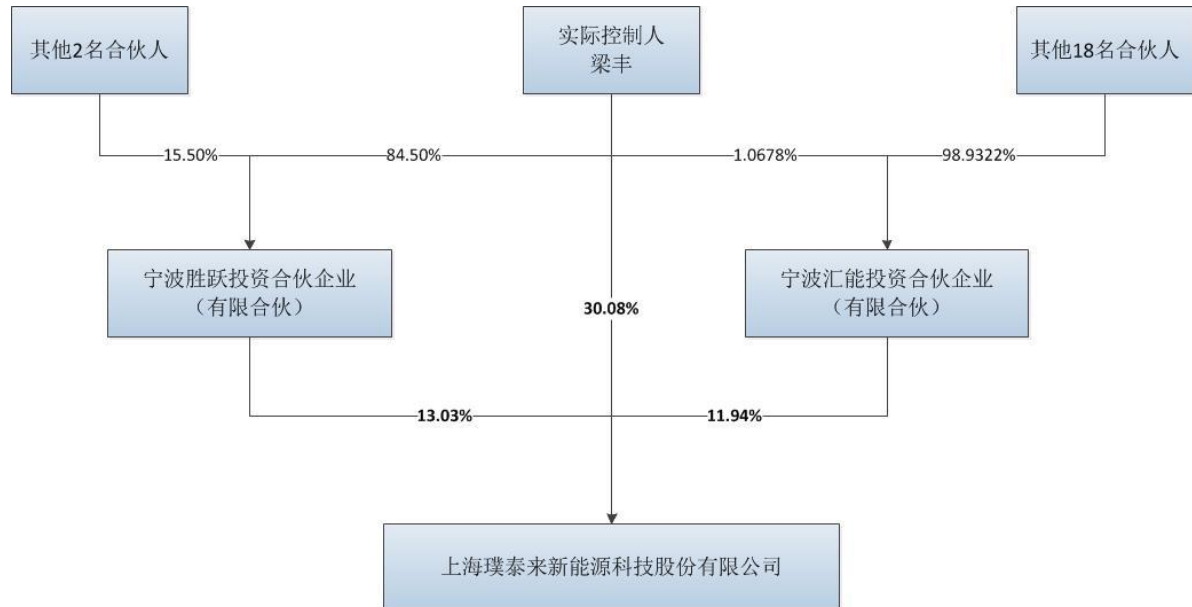 其他2名合伙人
实际控制人
梁丰
其他18名合伙人
15.50%
84.50%
1.0678%
98.9322%
宁波胜跃投资合伙企业
（有限合伙）
30.08%
宁波汇能投资合伙企业
（有限合伙）
13.03%
11.94%
上海璞泰来新能源科技股份有限公司